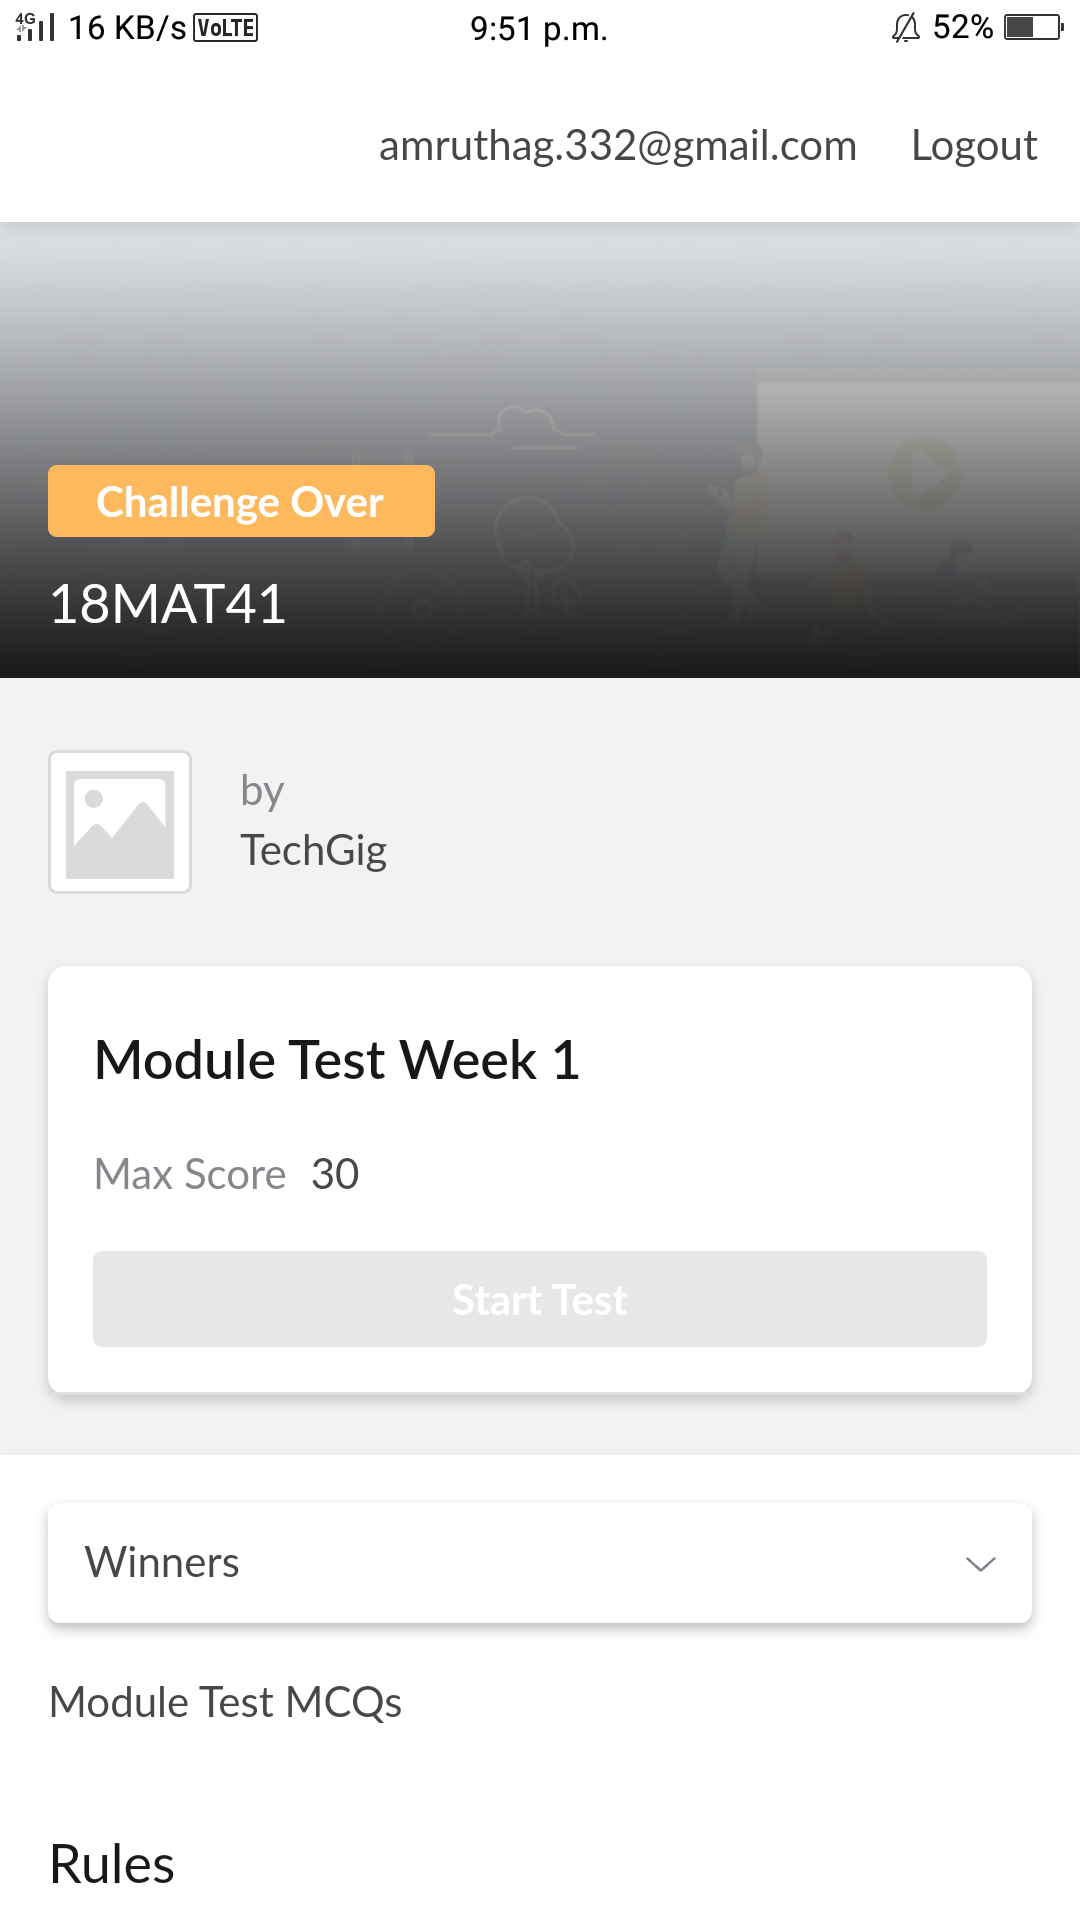 4G 16 KB/s VoLTE 9:51 p.m. 52%
amruthag.332@gmail.com Logout
Challenge Over
18MAT41
by
TechGig
Module Test Week 1
Max Score 30
Start Test
Winners
Module Test MCQs
Rules